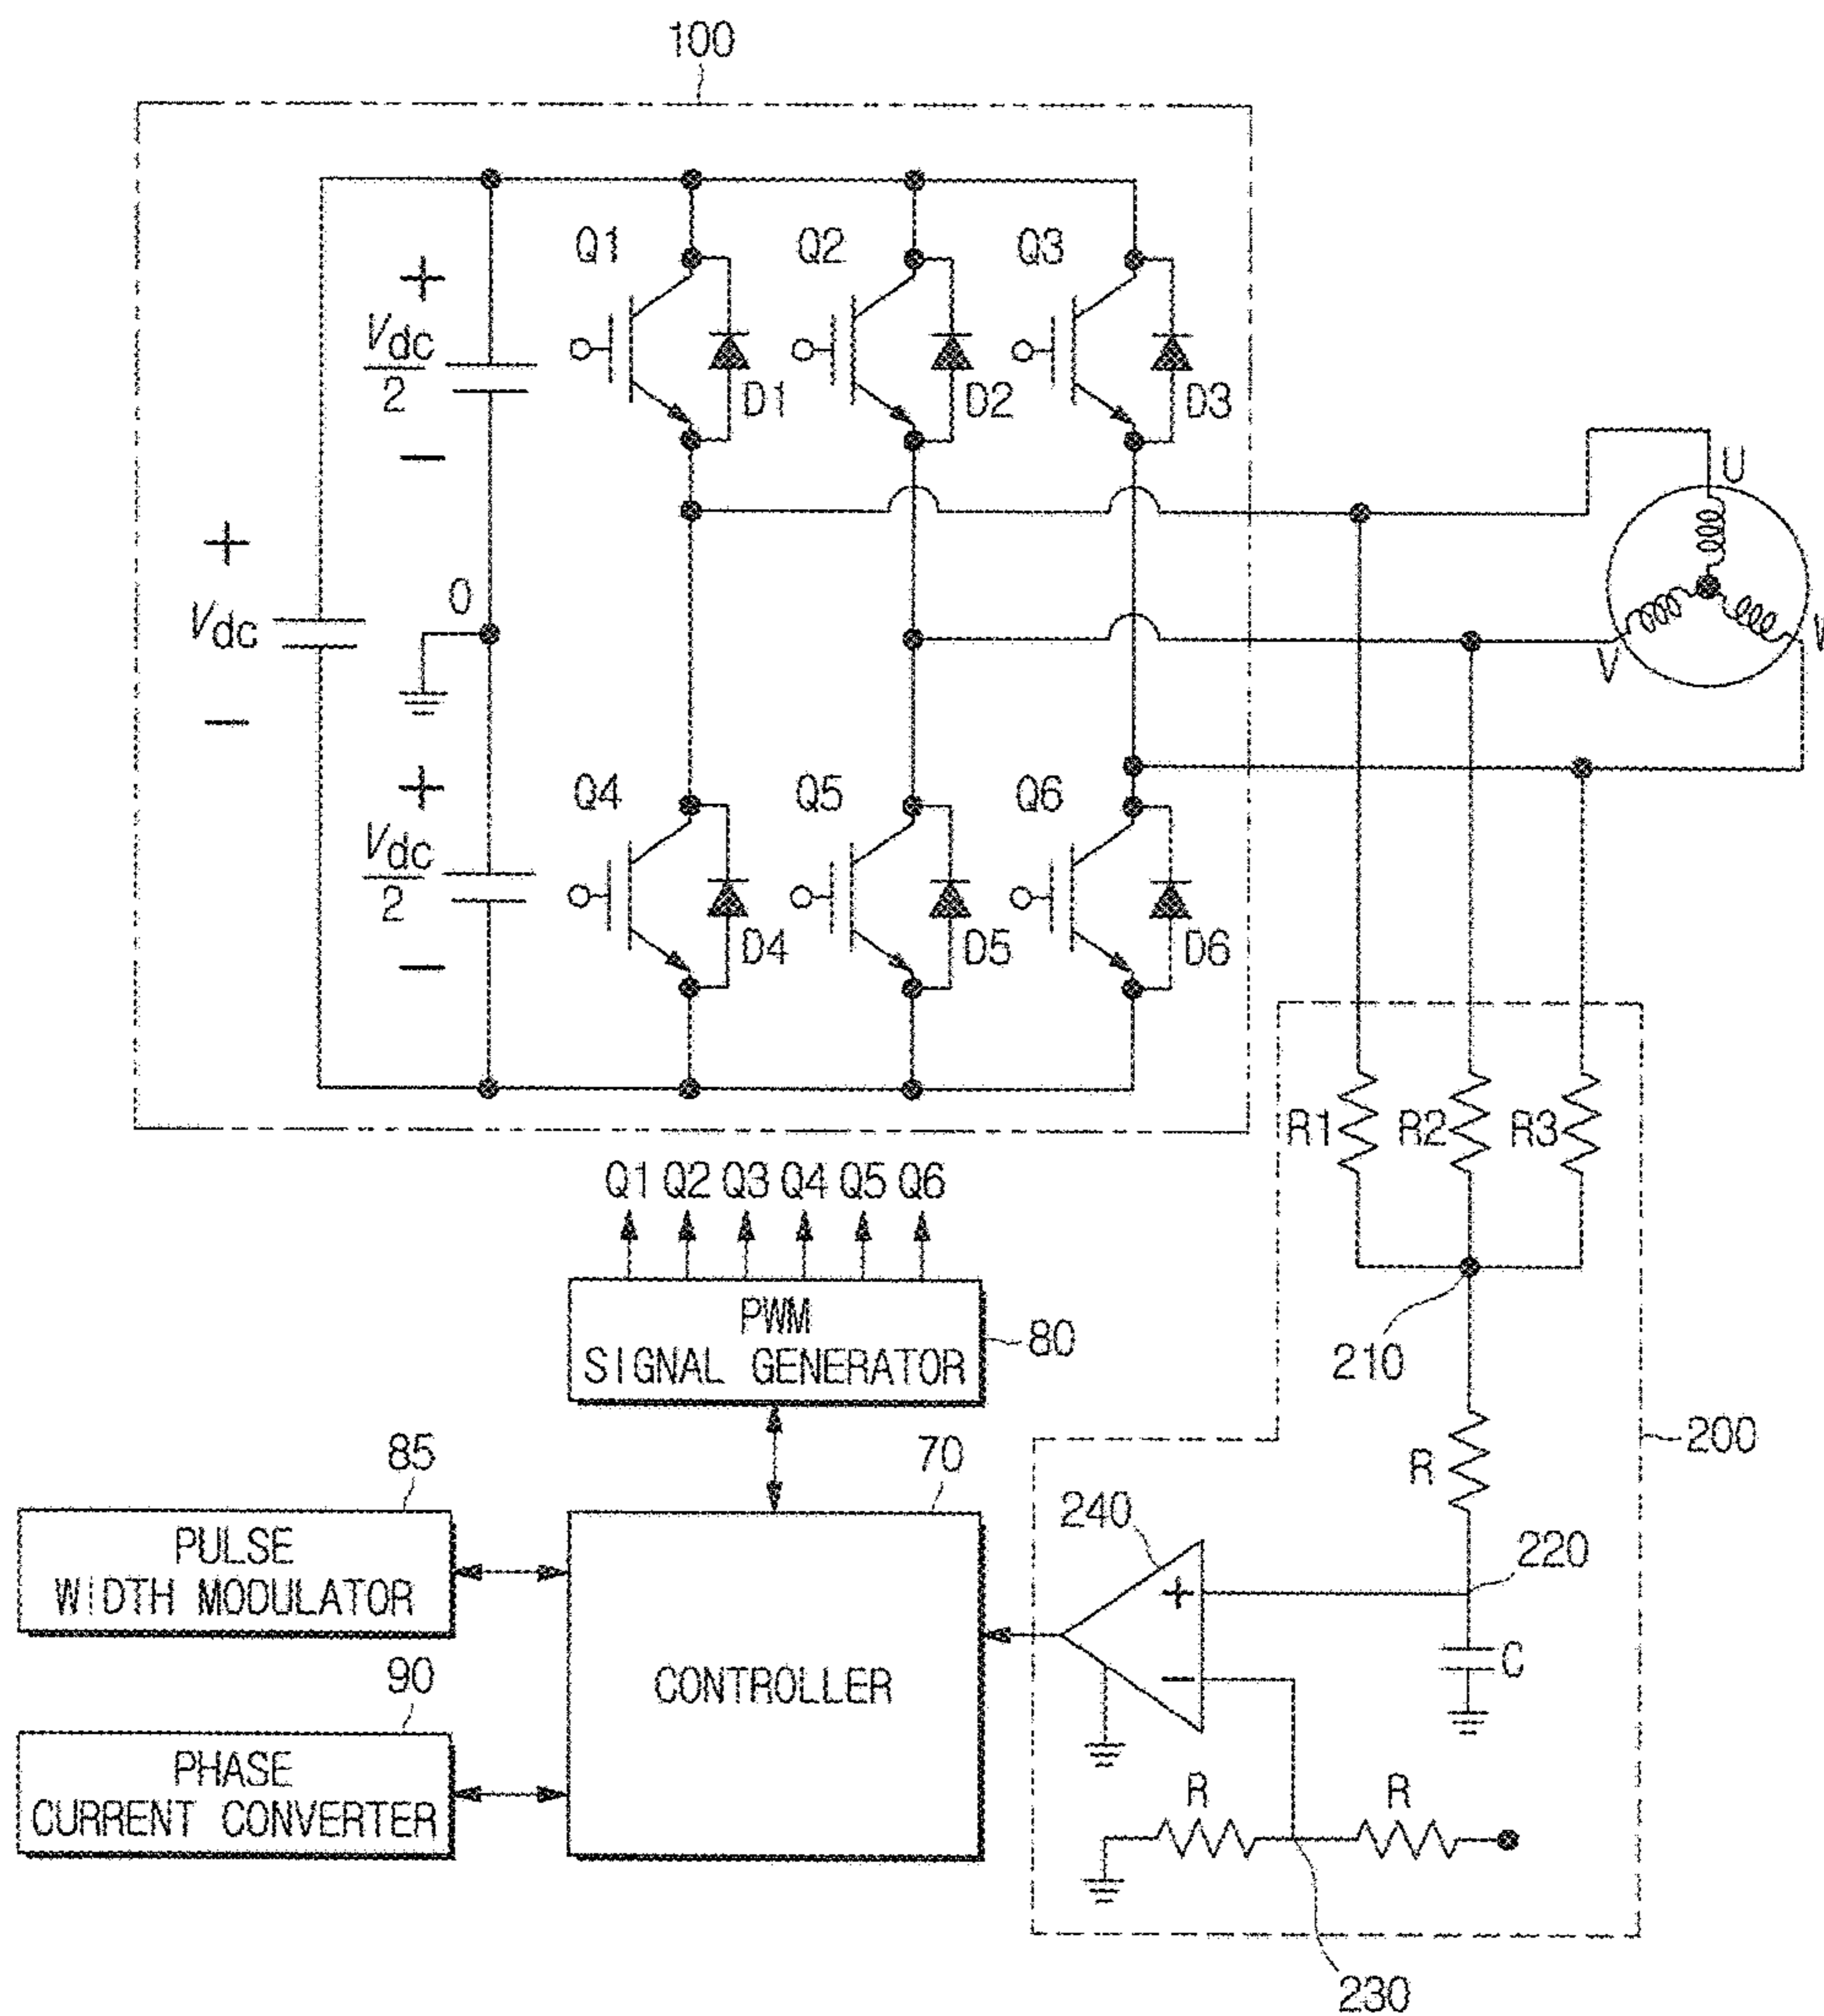 100
Q1
Q2
Q3
+
Vdc
2
−
D1
D2
D3
U
+
0
Vdc
V
−
Q4
Q5
Q6
+
Vdc
2
−
D4
D5
D6
R1
R2
R3
Q1 Q2 Q3 Q4 Q5 Q6
PWM
SIGNAL GENERATOR
80
210
85
70
R
200
PULSE
WIDTH MODULATOR
240
220
+
−
C
CONTROLLER
90
PHASE
CURRENT CONVERTER
R
R
230